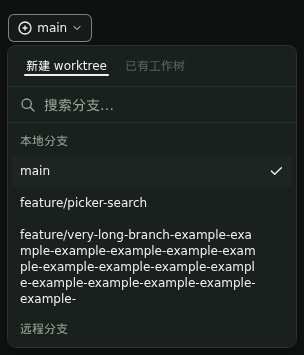 main
新建 worktree
已有工作树
搜索分支...
本地分支
main
feature/picker-search
feature/very-long-branch-example-exa
mple-example-example-example-exam
ple-example-example-example-exampl
e-example-example-example-example-
example-
远程分支